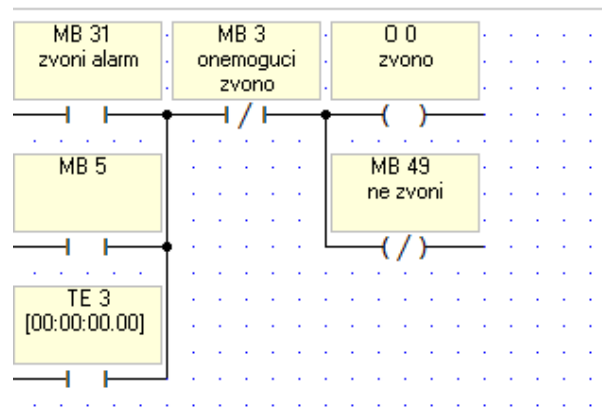 MB 31
zvoni alarm
MB 3
onemoguci
zvono
O 0
zvono
MB 5
MB 49
ne zvoni
TE 3
[00:00:00.00]